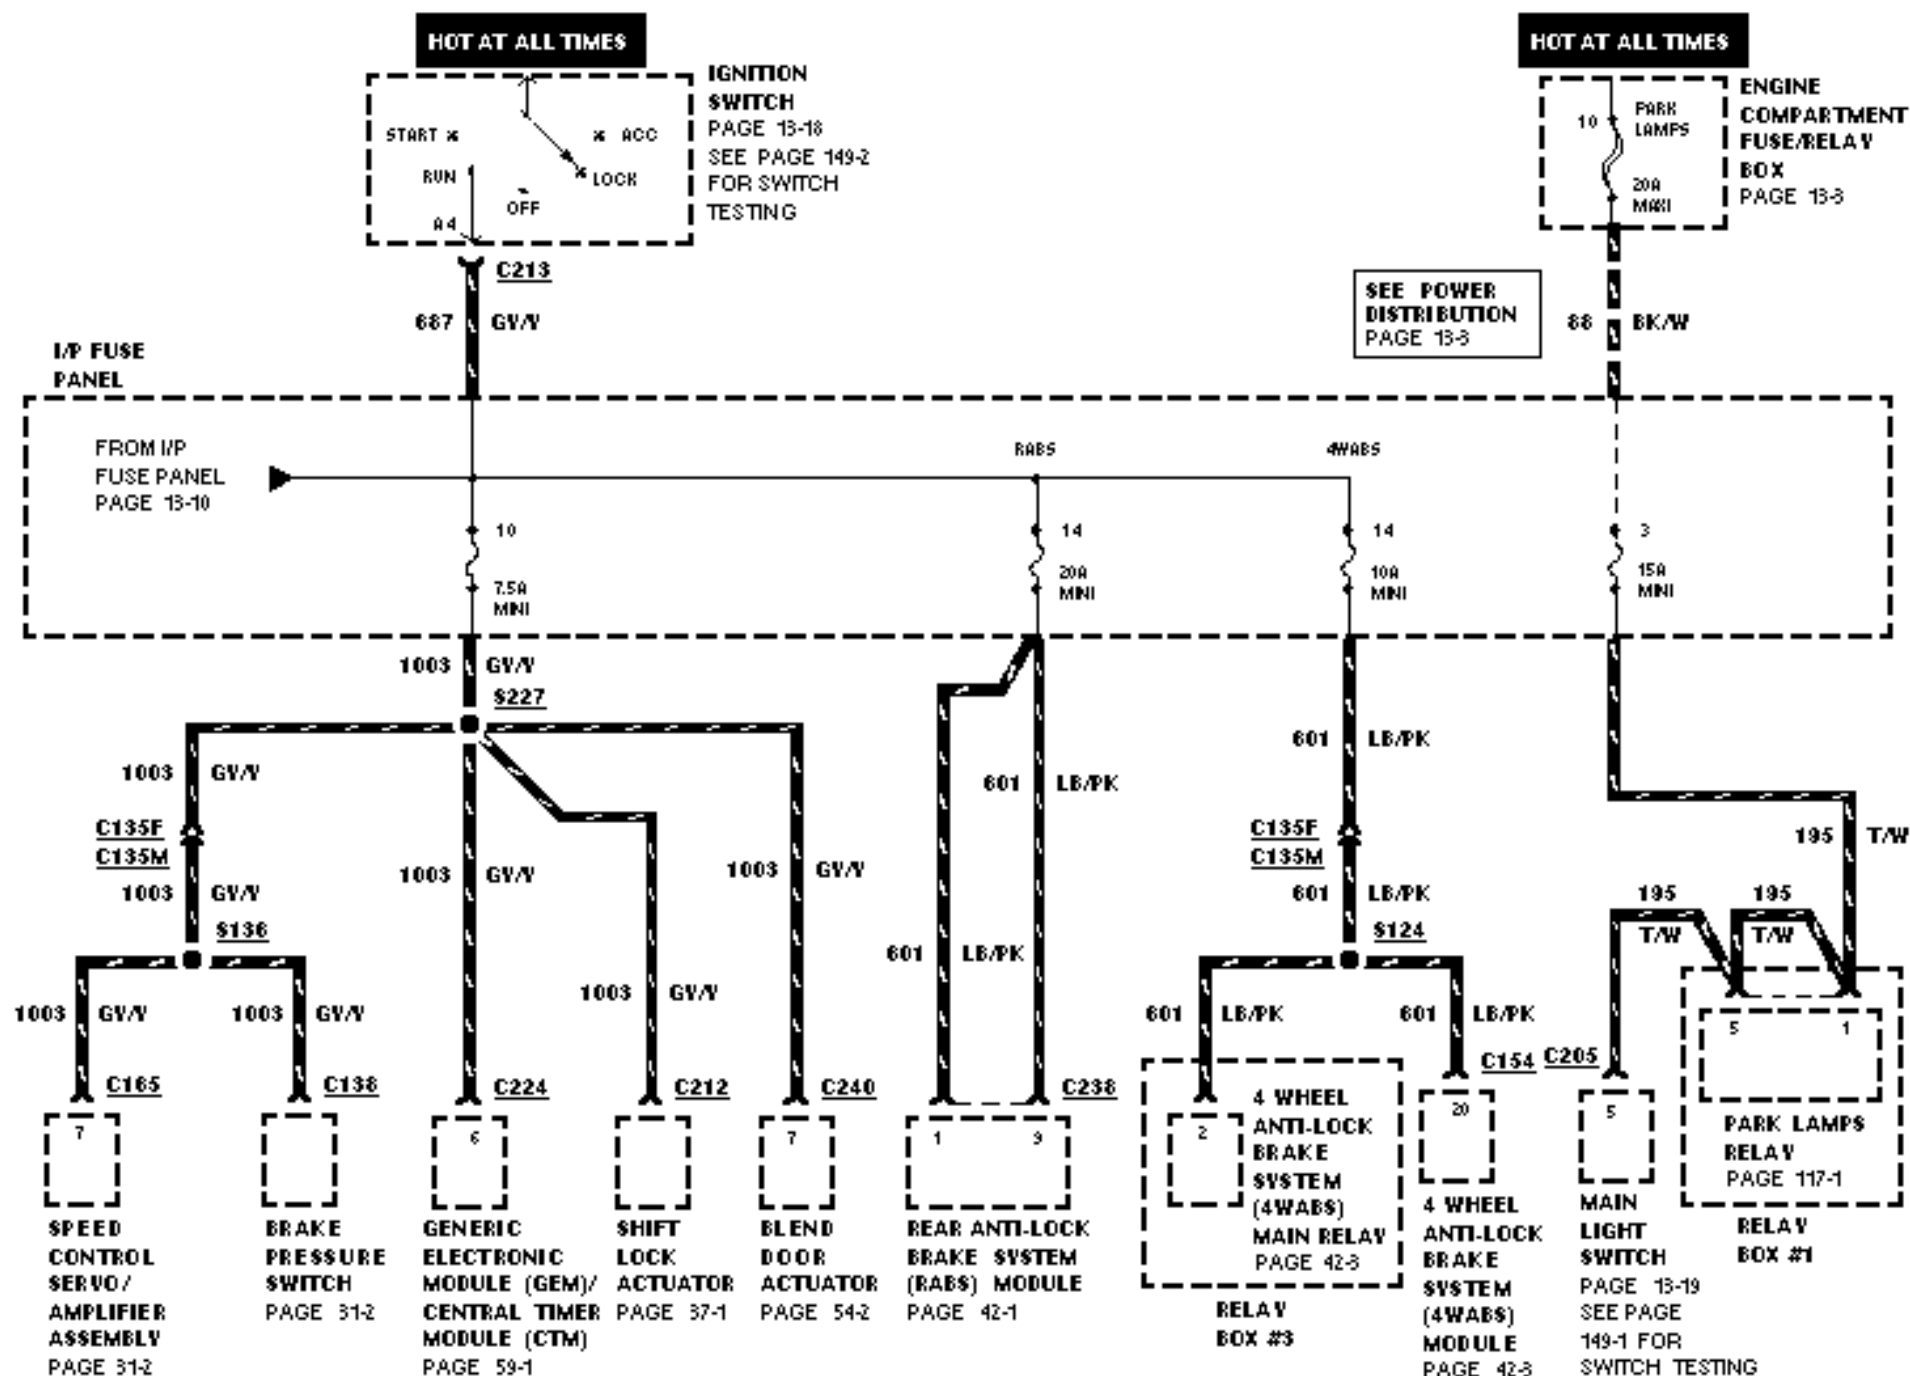 HOT AT ALL TIMES
IGNITION
SWITCH
PAGE 13-18
SEE PAGE 149-2
FOR SWITCH
TESTING
START
ACC
RUN
LOCK
OFF
A4
C213
687
GY/Y
HOT AT ALL TIMES
ENGINE
COMPARTMENT
FUSE/RELAY
BOX
PAGE 13-3
10
PARK
LAMPS
20A
MAXI
SEE POWER
DISTRIBUTION
PAGE 13-3
88
BK/W
I/P FUSE
PANEL
FROM I/P
FUSE PANEL
PAGE 13-10
RABS
4WABS
10
7.5A
MINI
14
20A
MINI
14
10A
MINI
3
15A
MINI
1003
GY/Y
S227
1003
GY/Y
C135F
C135M
1003
GY/Y
S136
1003
GY/Y
1003
GY/Y
1003
GY/Y
1003
GY/Y
1003
GY/Y
601
LB/PK
601
LB/PK
601
LB/PK
C135F
C135M
601
LB/PK
S124
601
LB/PK
601
LB/PK
195
T/W
195
T/W
195
T/W
C165
7
SPEED
CONTROL
SERVO/
AMPLIFIER
ASSEMBLY
PAGE 31-2
C138
BRAKE
PRESSURE
SWITCH
PAGE 31-2
C224
6
GENERIC
ELECTRONIC
MODULE (GEM)/
CENTRAL TIMER
MODULE (CTM)
PAGE 59-1
C212
SHIFT
LOCK
ACTUATOR
PAGE 37-1
C240
7
BLEND
DOOR
ACTUATOR
PAGE 54-2
C238
1
9
REAR ANTI-LOCK
BRAKE SYSTEM
(RABS) MODULE
PAGE 42-1
2
4 WHEEL
ANTI-LOCK
BRAKE
SYSTEM
(4WABS)
MAIN RELAY
PAGE 42-3
RELAY
BOX #3
C154
20
4 WHEEL
ANTI-LOCK
BRAKE
SYSTEM
(4WABS)
MODULE
PAGE 42-3
C205
5
MAIN
LIGHT
SWITCH
PAGE 13-19
SEE PAGE
149-1 FOR
SWITCH TESTING
5
1
PARK LAMPS
RELAY
PAGE 117-1
RELAY
BOX #1